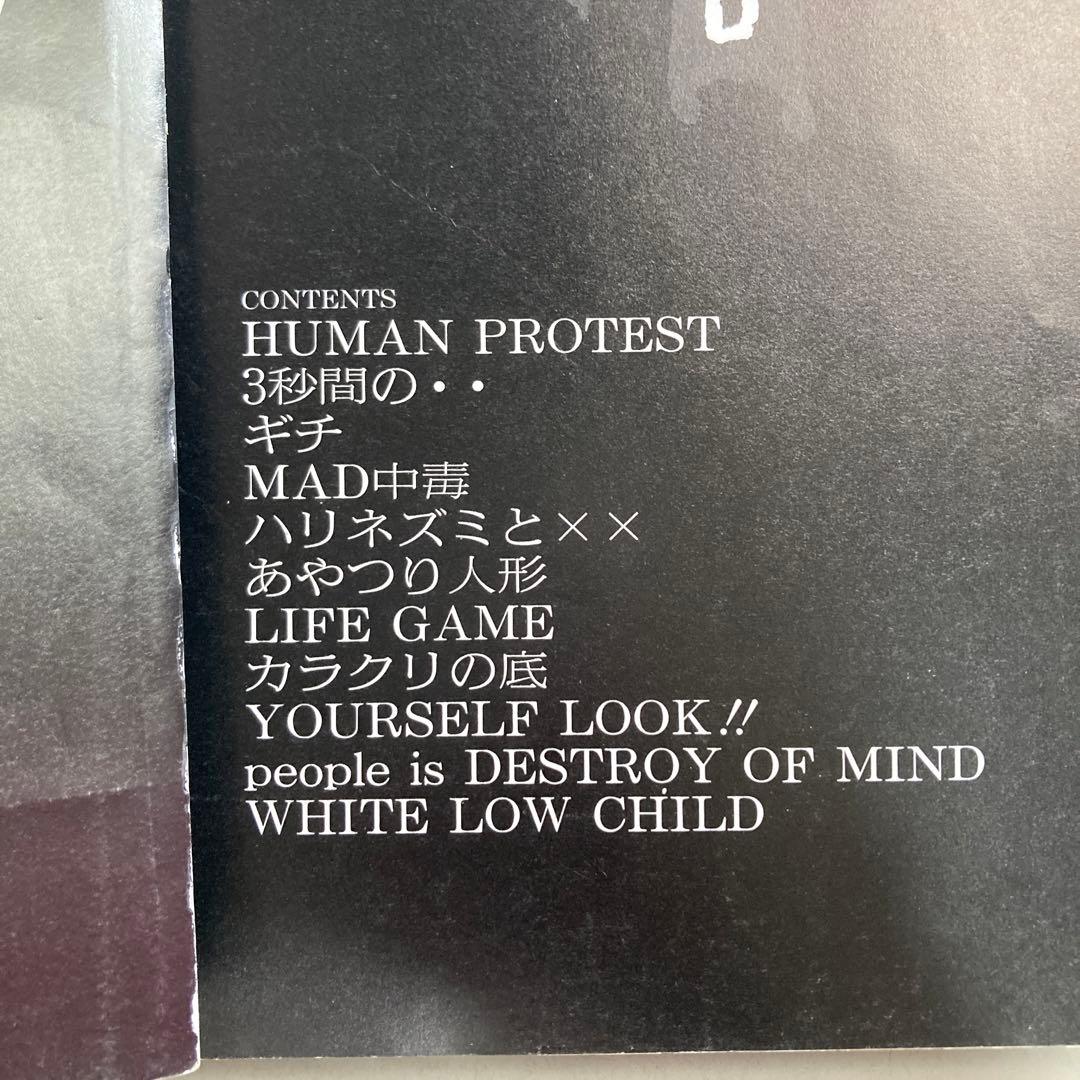 CONTENTS
HUMAN PROTEST
3秒間の・・
ギチ
MAD中毒
ハリネズミと××
あやつり人形
LIFE GAME
カラクリの底
YOURSELF LOOK!!
people is DESTROY OF MIND
WHITE LOW CHILD